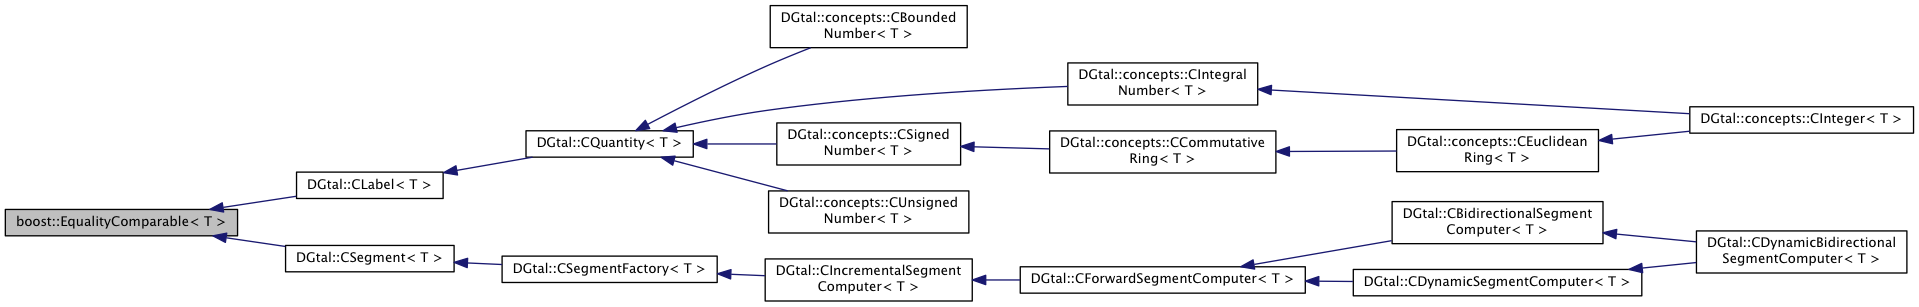 DGtal::concepts::CBounded
Number< T >
DGtal::concepts::CIntegral
Number< T >
DGtal::concepts::CInteger< T >
DGtal::concepts::CSigned
Number< T >
DGtal::CQuantity< T >
DGtal::concepts::CCommutative
Ring< T >
DGtal::concepts::CEuclidean
Ring< T >
DGtal::CLabel< T >
DGtal::concepts::CUnsigned
Number< T >
boost::EqualityComparable< T >
DGtal::CBidirectionalSegment
Computer< T >
DGtal::CDynamicBidirectional
SegmentComputer< T >
DGtal::CSegment< T >
DGtal::CSegmentFactory< T >
DGtal::CIncrementalSegment
Computer< T >
DGtal::CForwardSegmentComputer< T >
DGtal::CDynamicSegmentComputer< T >